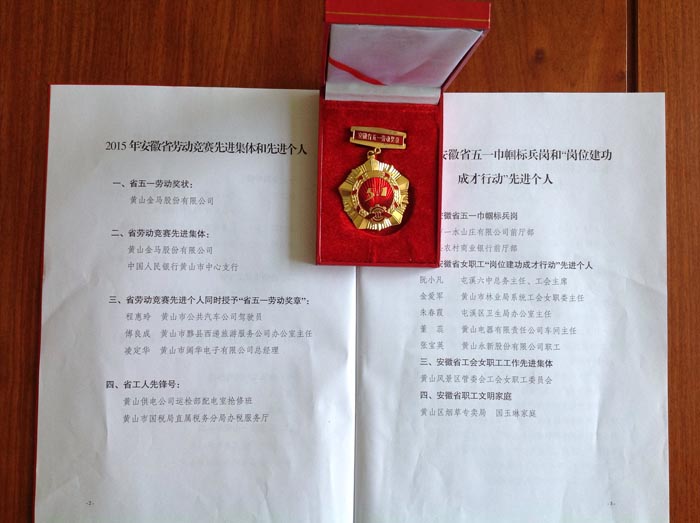 2015年安徽省劳动竞赛先进集体和先进个人
一、省五一劳动奖状：
黄山金马股份有限公司
二、省劳动竞赛先进集体：
黄山金马股份有限公司
中国人民银行黄山市中心支行
三、省劳动竞赛先进个人同时授予“省五一劳动奖章”：
程惠玲 黄山市公共汽车公司驾驶员
傅良成 黄山市黟县西递旅游服务公司办公室主任
凌定华 黄山市阊华电子有限公司总经理
四、省工人先锋号：
黄山供电公司运检部配电室抢修班
黄山市国税局直属税务分局办税服务厅
-2-
安徽省五一劳动奖章
安徽省五一巾帼标兵岗和“岗位建功
成才行动”先进个人
安徽省五一巾帼标兵岗
一水山庄有限公司前厅部
农村商业银行前厅部
安徽省女职工“岗位建功成才行动”先进个人
阮小凡 屯溪六中总务主任、工会主席
金爱军 黄山市林业局系统工会女职委主任
朱春霞 屯溪区卫生局办公室主任
董蕊 黄山电器有限责任公司车间主任
张宝英 黄山永新股份有限公司职工
三、安徽省工会女职工工作先进集体
黄山风景区管委会工会女职工委员会
四、安徽省职工文明家庭
黄山区烟草专卖局 国玉琳家庭